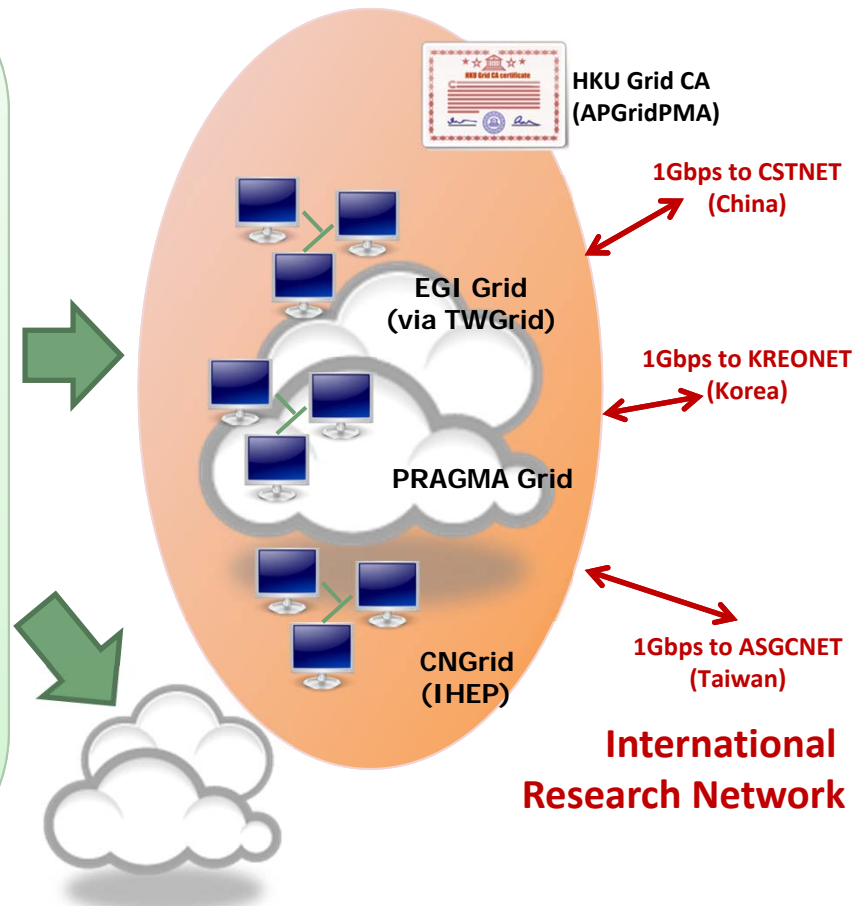 HKU Grid CA certificate
HKU Grid CA
(APGridPMA)
1Gbps to CSTNET
(China)
EGI Grid
(via TWGrid)
1Gbps to KREONET
(Korea)
PRAGMA Grid
CNGrid
(IHEP)
1Gbps to ASGCNET
(Taiwan)
International
Research Network